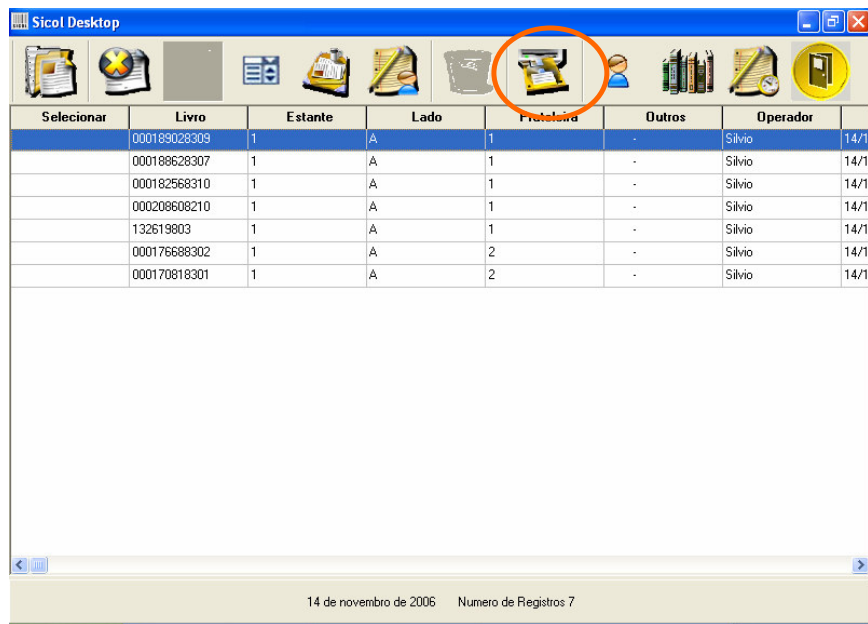 Sicol Desktop
Selecionar Livro Estante Lado Prateleira Outros Operador
000189028309 1 A 1 - Silvio 14/1
000188628307 1 A 1 - Silvio 14/1
000182568310 1 A 1 - Silvio 14/1
000208608210 1 A 1 - Silvio 14/1
132619803 1 A 1 - Silvio 14/1
000176688302 1 A 2 - Silvio 14/1
000170818301 1 A 2 - Silvio 14/1
14 de novembro de 2006 Numero de Registros 7